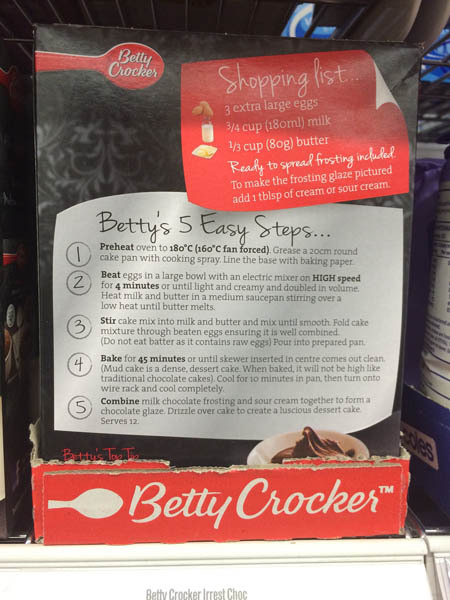 Betty
Crocker
Shopping list...
3 extra large eggs
3/4 cup (180ml) milk
1/3 cup (80g) butter
Ready to spread frosting included.
To make the frosting glaze pictured
add 1 tblsp of cream or sour cream.
Betty's 5 Easy Steps...
1 Preheat oven to 180°C (160°C fan forced). Grease a 20cm round
cake pan with cooking spray. Line the base with baking paper.
2 Beat eggs in a large bowl with an electric mixer on HIGH speed
for 4 minutes or until light and creamy and doubled in volume.
Heat milk and butter in a medium saucepan stirring over a
low heat until butter melts.
3 Stir cake mix into milk and butter and mix until smooth. Fold cake
mixture through beaten eggs ensuring it is well combined.
(Do not eat batter as it contains raw eggs) Pour into prepared pan.
4 Bake for 45 minutes or until skewer inserted in centre comes out clean.
(Mud cake is a dense, dessert cake. When baked, it will not be high like
traditional chocolate cakes). Cool for 10 minutes in pan, then turn onto
wire rack and cool completely.
5 Combine milk chocolate frosting and sour cream together to form a
chocolate glaze. Drizzle over cake to create a luscious dessert cake.
Serves 12.
Betty's Top Tip
Betty Crocker™
Betty Crocker Irrest Choc